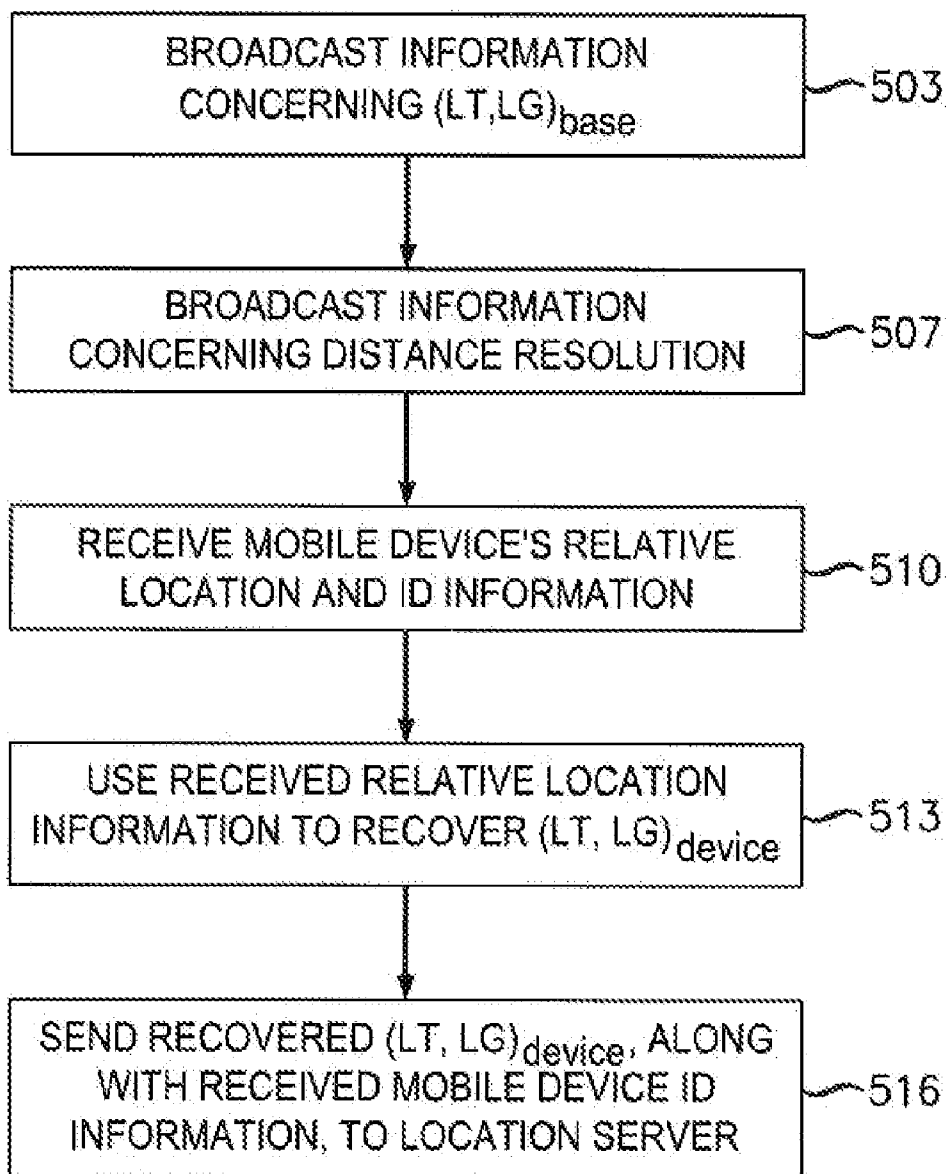 BROADCAST INFORMATION
CONCERNING (LT,LG)base
503
BROADCAST INFORMATION
CONCERNING DISTANCE RESOLUTION
507
RECEIVE MOBILE DEVICE'S RELATIVE
LOCATION AND ID INFORMATION
510
USE RECEIVED RELATIVE LOCATION
INFORMATION TO RECOVER (LT, LG)device
513
SEND RECOVERED (LT, LG)device, ALONG
WITH RECEIVED MOBILE DEVICE ID
INFORMATION, TO LOCATION SERVER
516